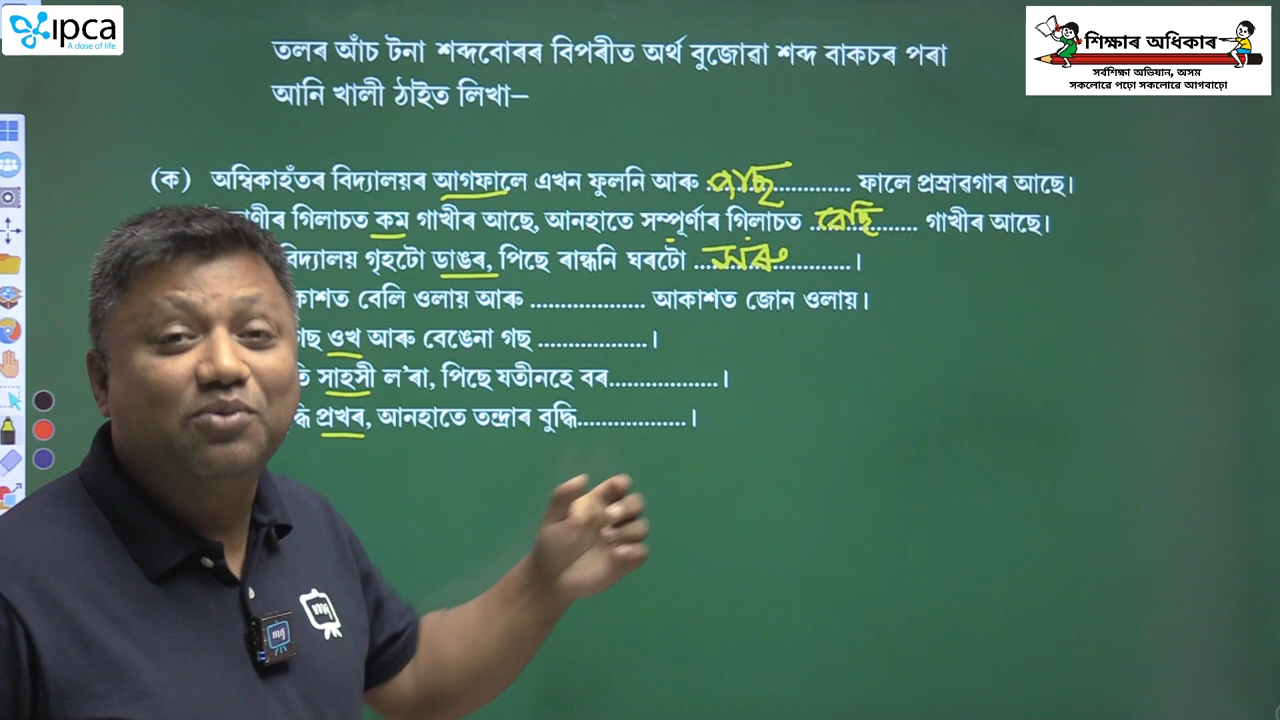 ipca
A dose of life
শিক্ষাৰ অধিকাৰ
সৰ্বশিক্ষা অভিযান, অসম
সকলোৱে পঢ়ো সকলোৱে আগবাঢ়ো
তলৰ আঁচ টনা শব্দবোৰৰ বিপৰীত অৰ্থ বুজোৱা শব্দ বাকচৰ পৰা
আনি খালী ঠাইত লিখা–
(ক) অম্বিকাহঁতৰ বিদ্যালয়ৰ আগফালে এখন ফুলনি আৰু পাছ ফালে প্ৰস্ৰাৱগাৰ আছে।
গিলাচত কম গাখীৰ আছে, আনহাতে সম্পূৰ্ণাৰ গিলাচত বেছি গাখীৰ আছে।
বিদ্যালয় গৃহটো ডাঙৰ, পিছে ৰান্ধনি ঘৰটো সৰু।
বেলি ওলায় আৰু .................. আকাশত জোন ওলায়।
ওখ আৰু বেঙেনা গছ ..................।
সাহসী ল'ৰা, পিছে যতীনহে বৰ..................।
প্ৰখৰ, আনহাতে তন্দ্ৰাৰ বুদ্ধি..................।
mg
mg